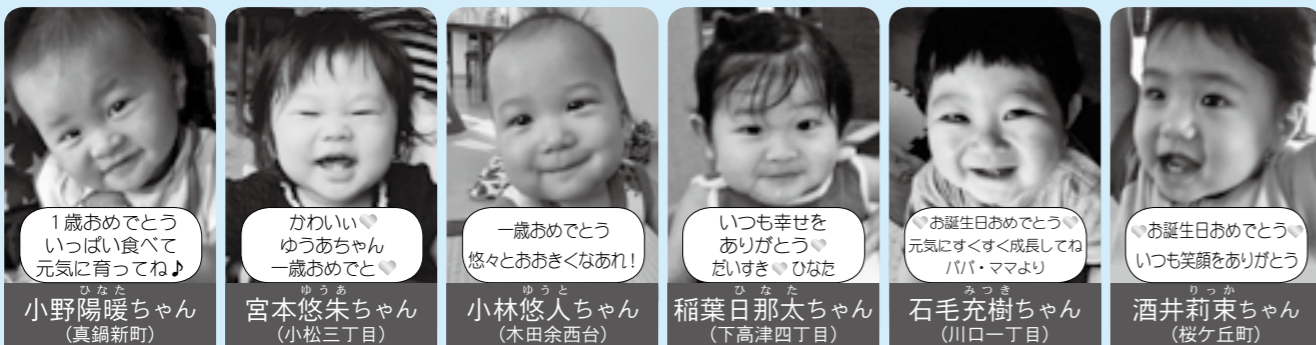 1歳おめでとう
いっぱい食べて
元気に育ってね♪
ひなた
小野陽暖ちゃん
(真鍋新町)
かわいい♡
ゆうあちゃん
一歳おめでと♡
ゆうあ
宮本悠朱ちゃん
(小松三丁目)
一歳おめでとう
悠々とおおきくなあれ!
ゆうと
小林悠人ちゃん
(木田余西台)
いつも幸せを
ありがとう♡
だいすき♡ひなた
ひなた
稲葉日那太ちゃん
(下高津四丁目)
♡お誕生日おめでとう♡
元気にすくすく成長してね
パパ・ママより
みつき
石毛充樹ちゃん
(川口一丁目)
♡お誕生日おめでとう♡
いつも笑顔をありがとう
りっか
酒井莉束ちゃん
(桜ケ丘町)